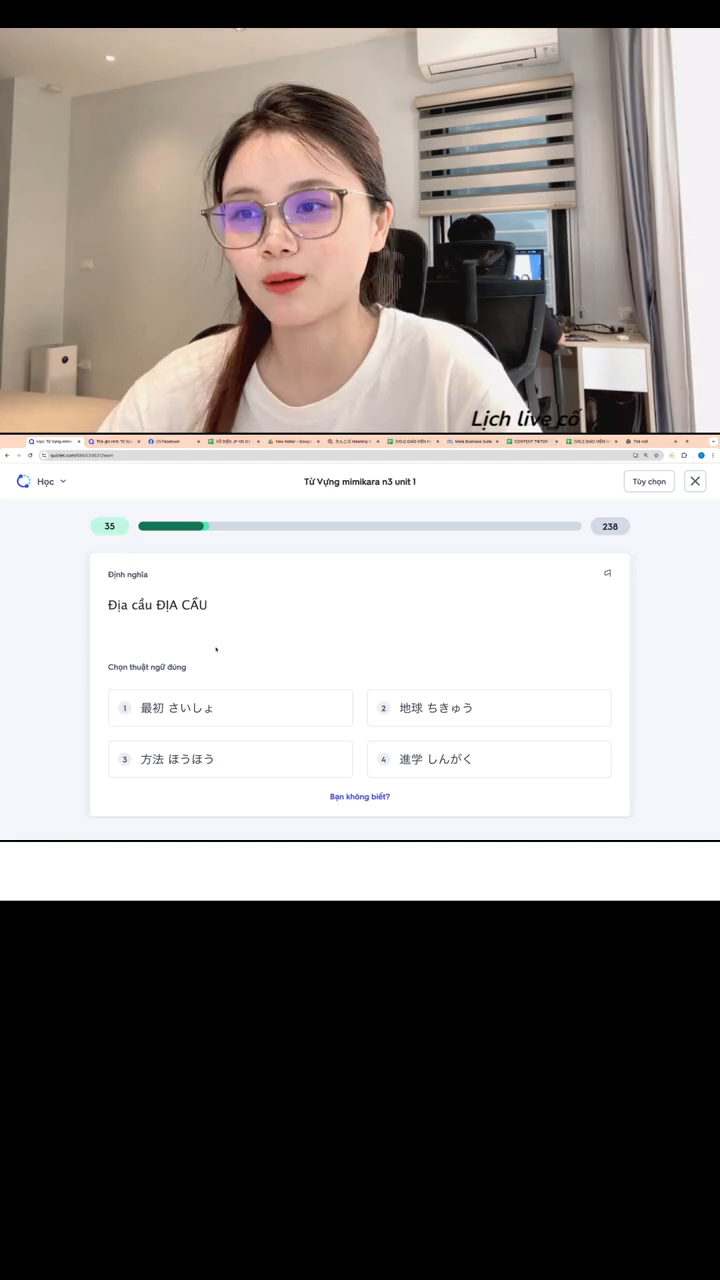 Lịch live cố
quizlet.com
Học
Từ Vựng mimikara n3 unit 1
Tùy chọn
35
238
Định nghĩa
Địa cầu ĐỊA CẦU
Chọn thuật ngữ đúng
1 最初 さいしょ
2 地球 ちきゅう
3 方法 ほうほう
4 進学 しんがく
Bạn không biết?